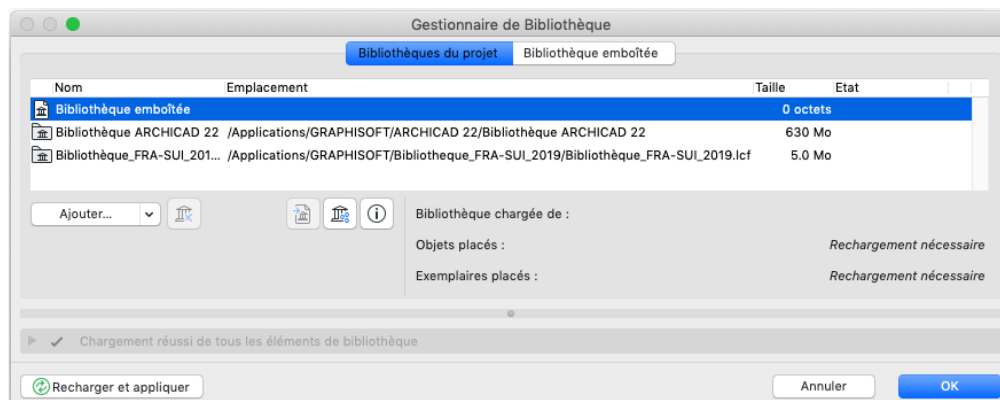 Gestionnaire de Bibliothèque
Bibliothèques du projet Bibliothèque emboîtée
Nom Emplacement Taille Etat
Bibliothèque emboîtée 0 octets
Bibliothèque ARCHICAD 22 /Applications/GRAPHISOFT/ARCHICAD 22/Bibliothèque ARCHICAD 22 630 Mo
Bibliothèque_FRA-SUI_201... /Applications/GRAPHISOFT/Bibliotheque_FRA-SUI_2019/Bibliothèque_FRA-SUI_2019.lcf 5.0 Mo
Ajouter... Bibliothèque chargée de :
Objets placés : Rechargement nécessaire
Exemplaires placés : Rechargement nécessaire
Chargement réussi de tous les éléments de bibliothèque
Recharger et appliquer Annuler OK